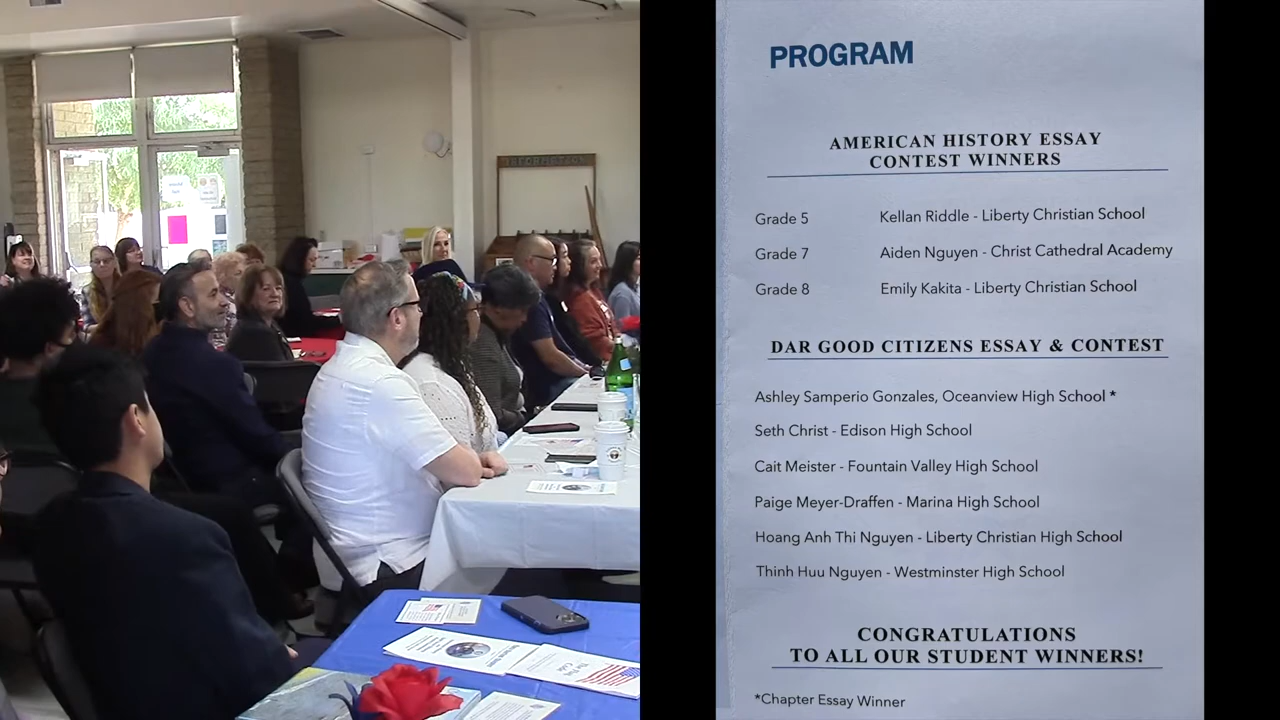 INFORMATION
The Flag
Code
PROGRAM
AMERICAN HISTORY ESSAY
CONTEST WINNERS
Grade 5 Kellan Riddle - Liberty Christian School
Grade 7 Aiden Nguyen - Christ Cathedral Academy
Grade 8 Emily Kakita - Liberty Christian School
DAR GOOD CITIZENS ESSAY & CONTEST
Ashley Samperio Gonzales, Oceanview High School *
Seth Christ - Edison High School
Cait Meister - Fountain Valley High School
Paige Meyer-Draffen - Marina High School
Hoang Anh Thi Nguyen - Liberty Christian High School
Thinh Huu Nguyen - Westminster High School
CONGRATULATIONS
TO ALL OUR STUDENT WINNERS!
*Chapter Essay Winner